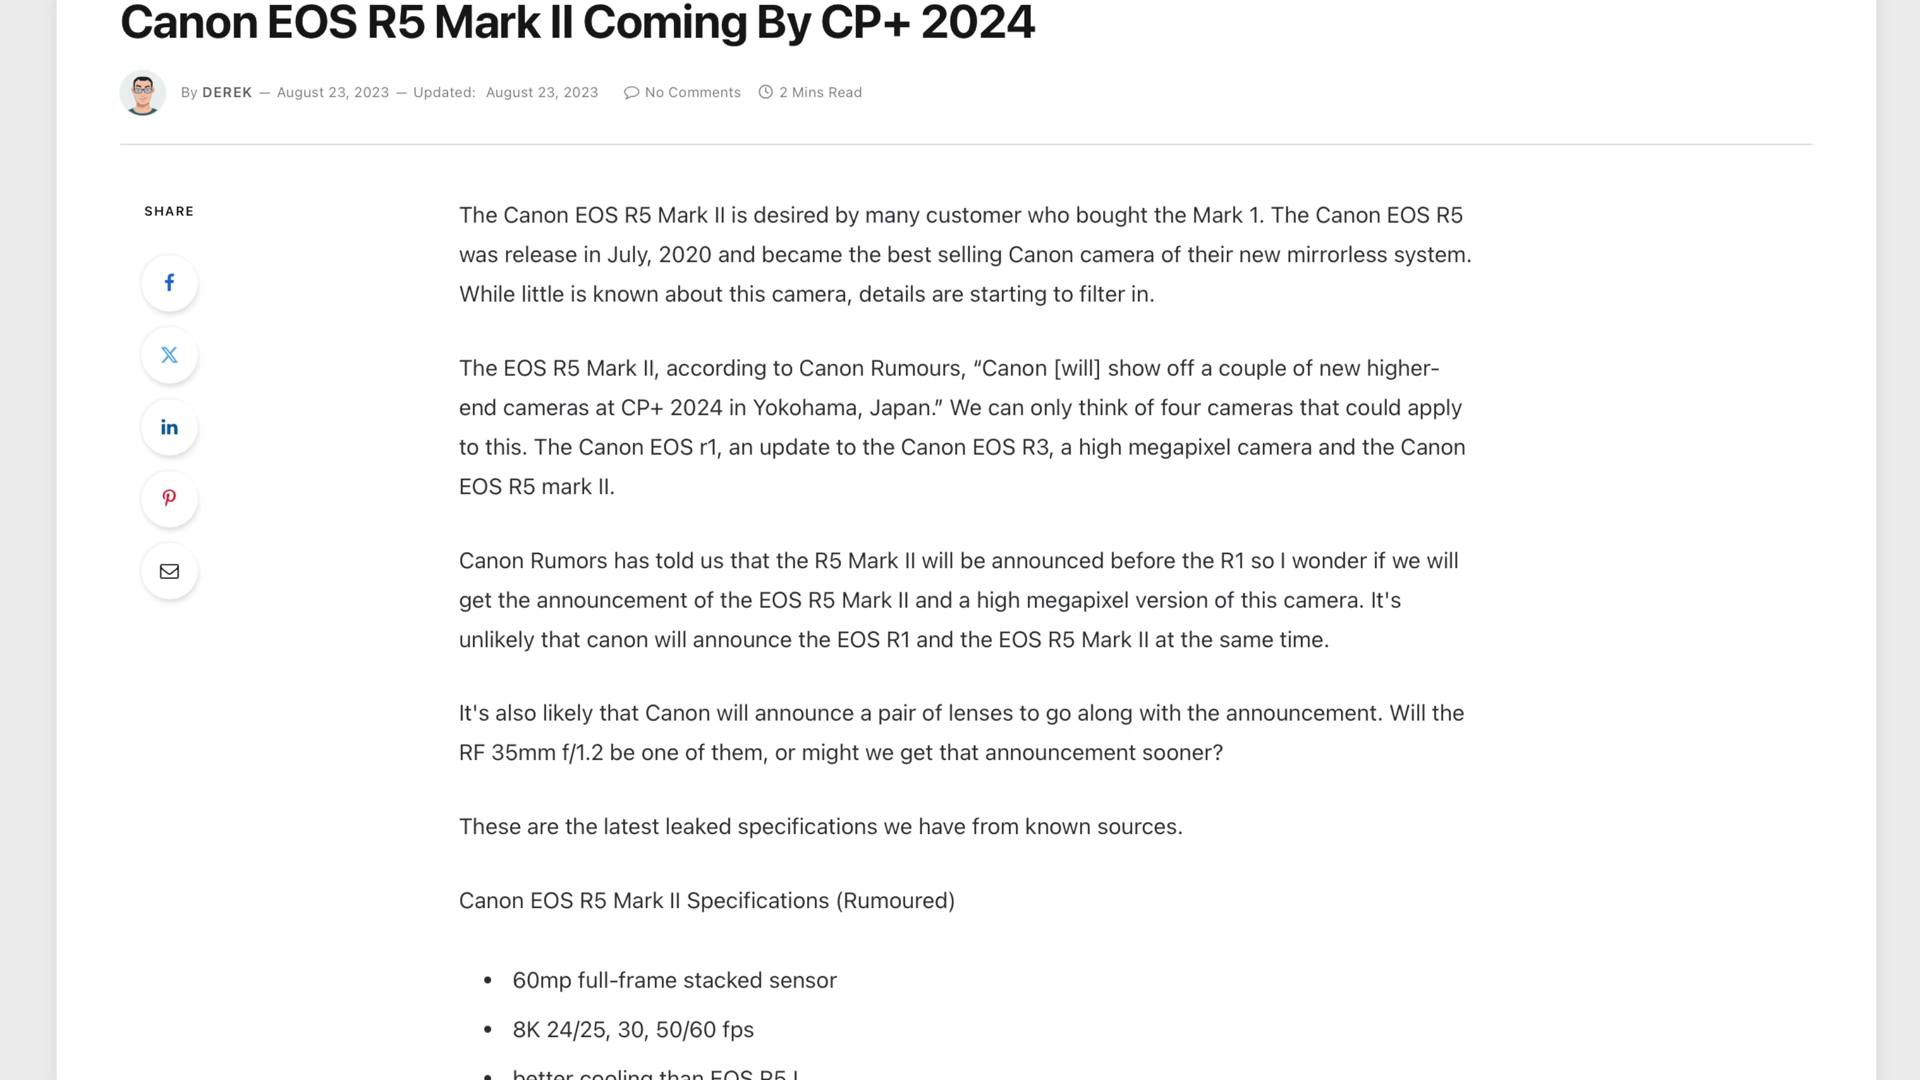 Canon EOS R5 Mark II Coming By CP+ 2024
By DEREK — August 23, 2023 — Updated: August 23, 2023 No Comments 2 Mins Read
SHARE
The Canon EOS R5 Mark II is desired by many customer who bought the Mark 1. The Canon EOS R5
was release in July, 2020 and became the best selling Canon camera of their new mirrorless system.
While little is known about this camera, details are starting to filter in.
The EOS R5 Mark II, according to Canon Rumours, “Canon [will] show off a couple of new higher-
end cameras at CP+ 2024 in Yokohama, Japan.” We can only think of four cameras that could apply
to this. The Canon EOS r1, an update to the Canon EOS R3, a high megapixel camera and the Canon
EOS R5 mark II.
Canon Rumors has told us that the R5 Mark II will be announced before the R1 so I wonder if we will
get the announcement of the EOS R5 Mark II and a high megapixel version of this camera. It's
unlikely that canon will announce the EOS R1 and the EOS R5 Mark II at the same time.
It's also likely that Canon will announce a pair of lenses to go along with the announcement. Will the
RF 35mm f/1.2 be one of them, or might we get that announcement sooner?
These are the latest leaked specifications we have from known sources.
Canon EOS R5 Mark II Specifications (Rumoured)
• 60mp full-frame stacked sensor
• 8K 24/25, 30, 50/60 fps
• better cooling than EOS R5 I